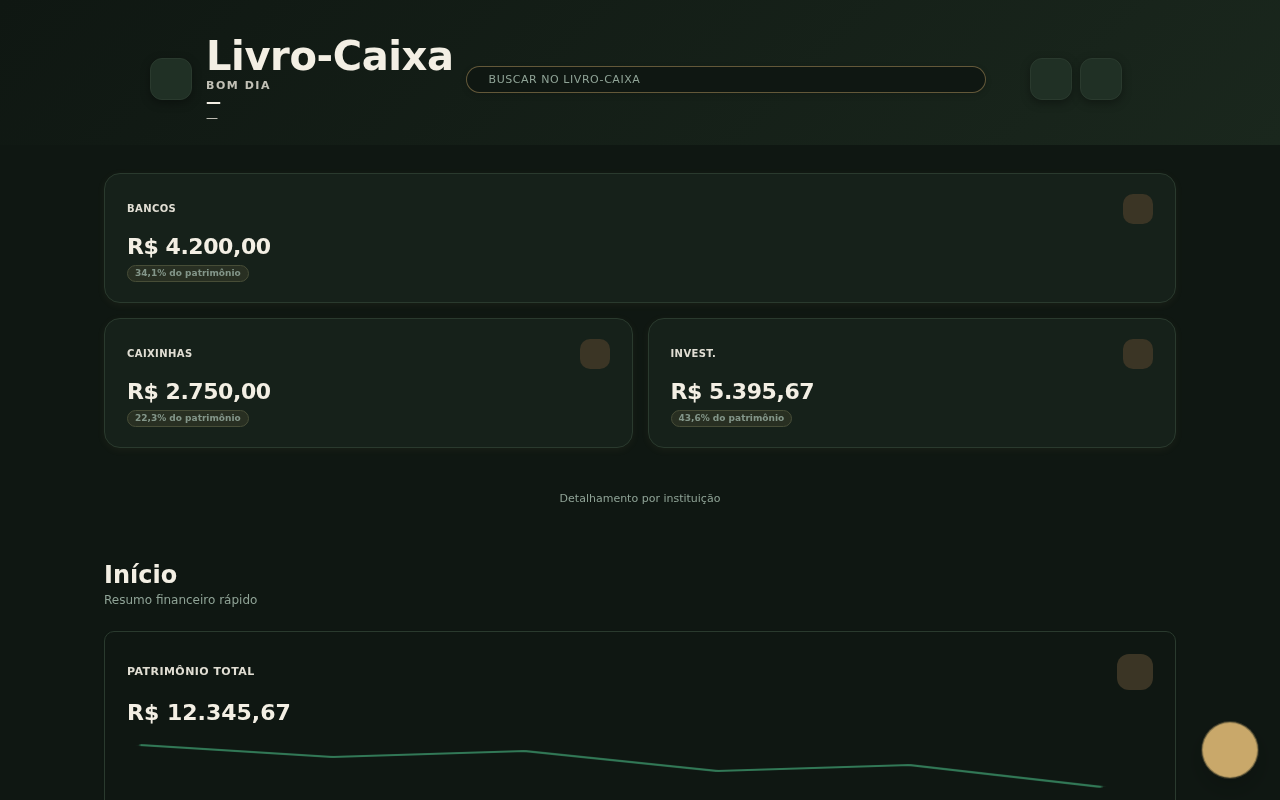 Livro-Caixa
BOM DIA
—
—
BUSCAR NO LIVRO-CAIXA
BANCOS
R$ 4.200,00
34,1% do patrimônio
CAIXINHAS
R$ 2.750,00
22,3% do patrimônio
INVEST.
R$ 5.395,67
43,6% do patrimônio
Detalhamento por instituição
Início
Resumo financeiro rápido
PATRIMÔNIO TOTAL
R$ 12.345,67